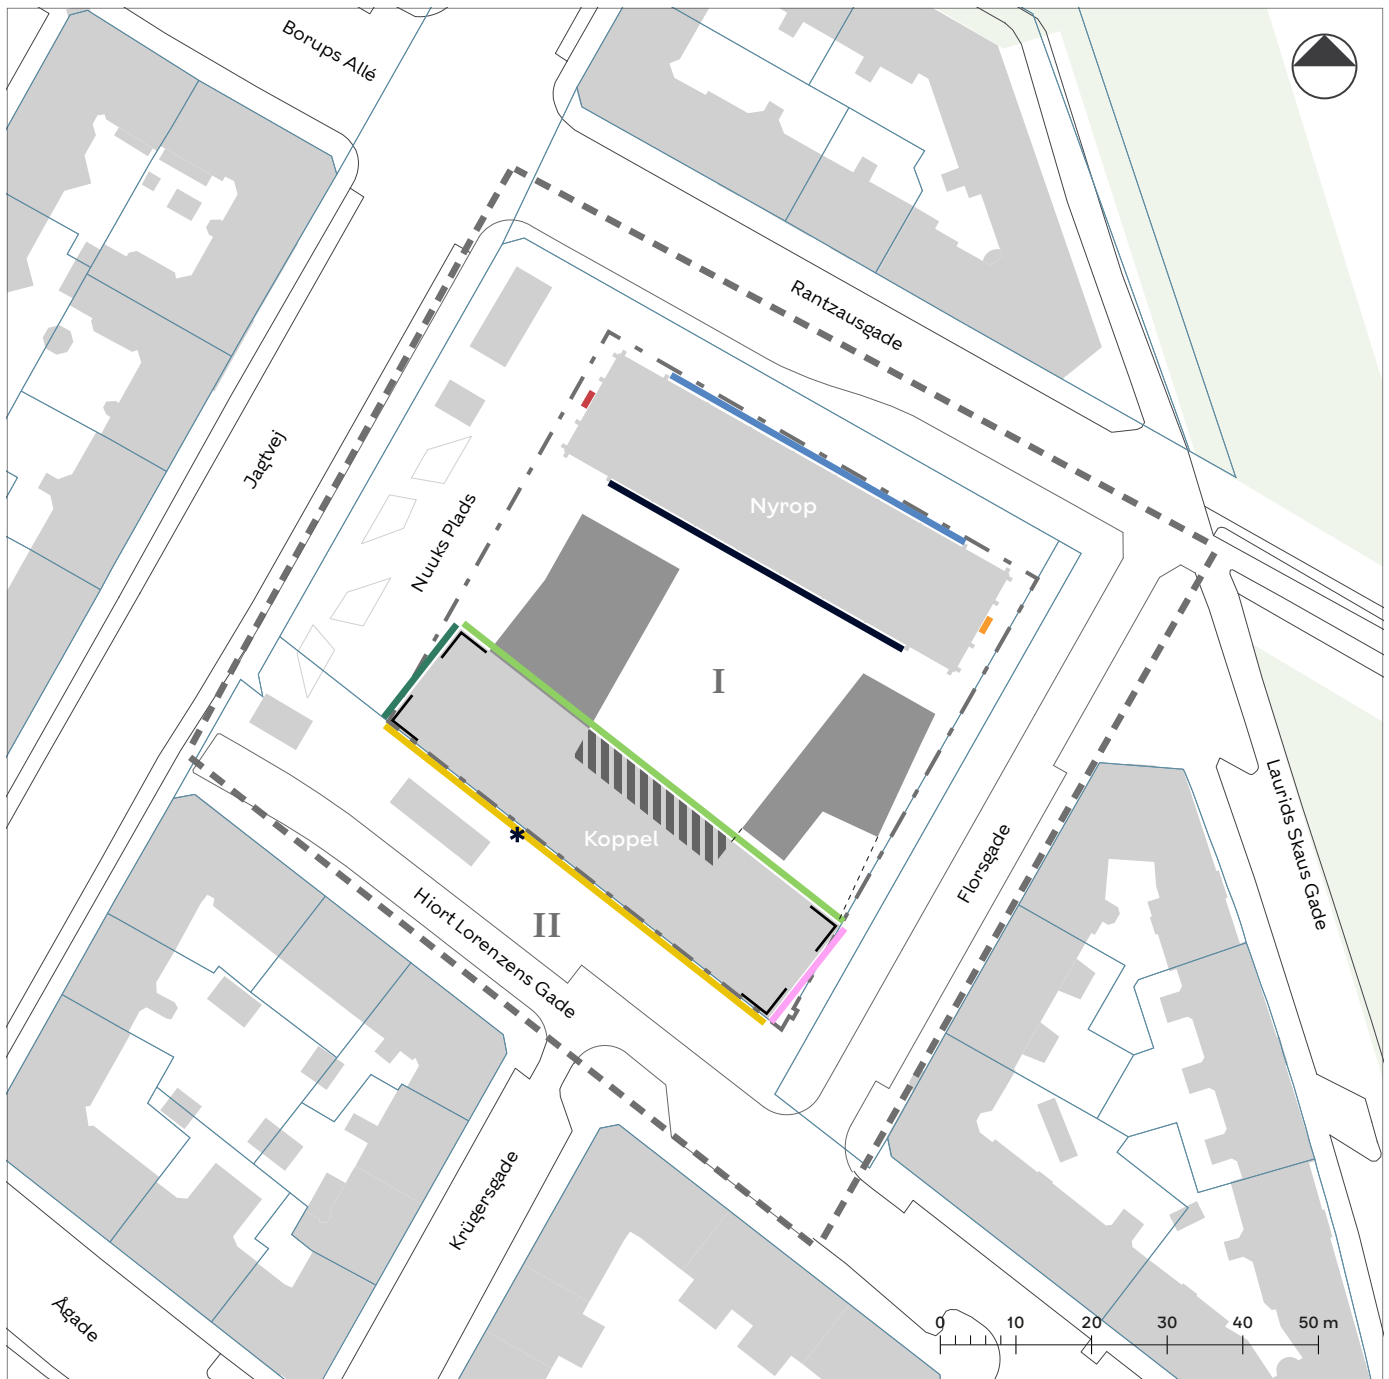 Borups Allé
Rantzausgade
Jagtvej
Nuuks Plads
Nyrop
I
Koppel
*
II
Hiort Lorenzens Gade
Florsgade
Laurids Skaus Gade
Krügersgade
Ågade
0 10 20 30 40 50 m